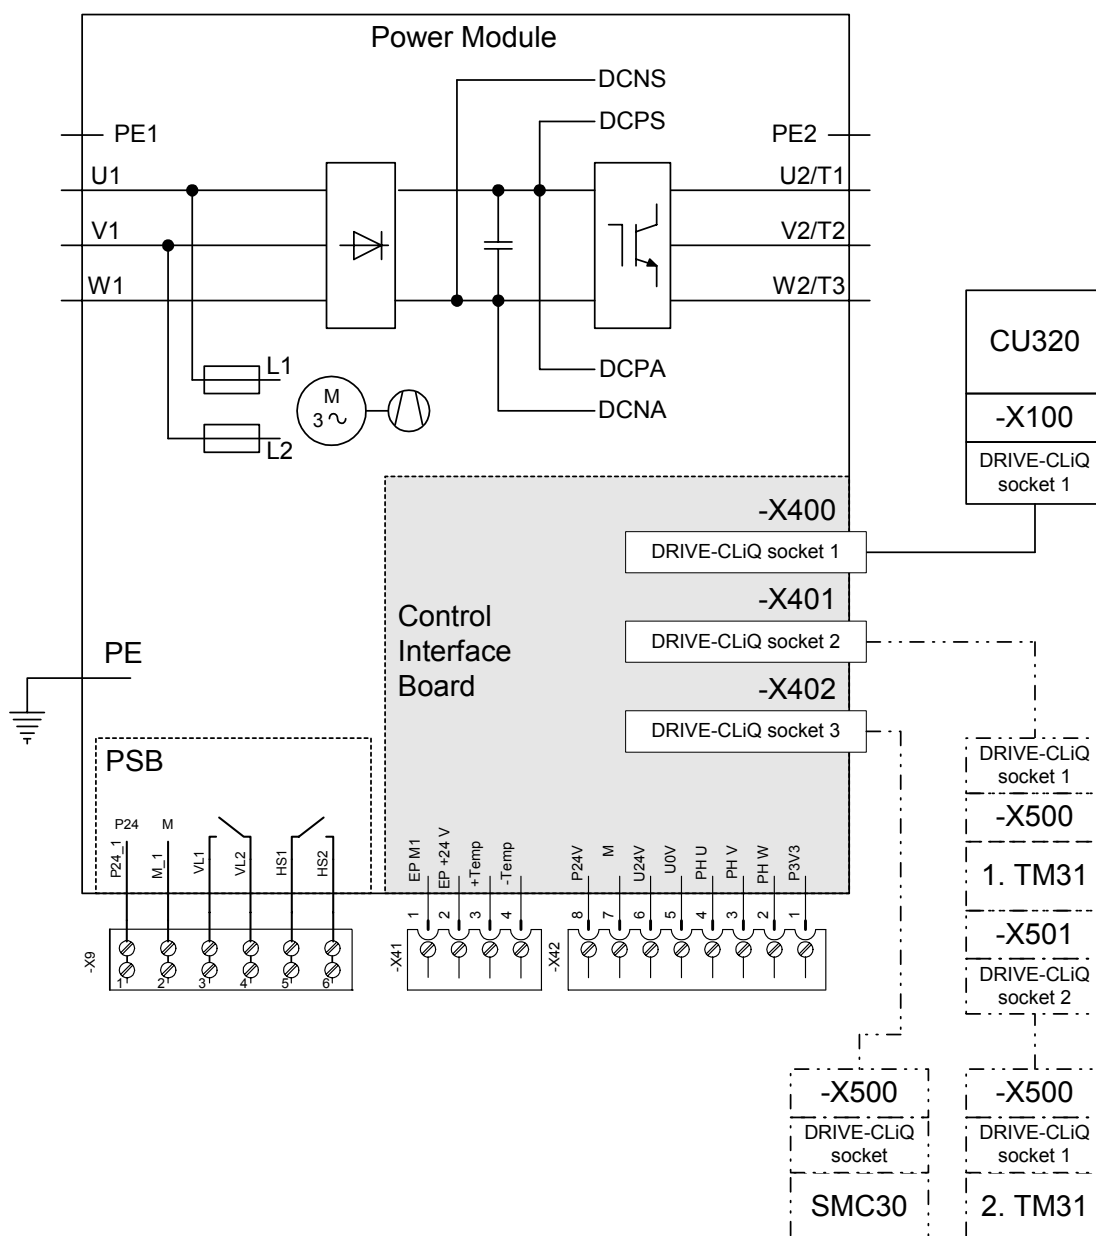 Power Module
DCNS
DCPS
PE1
PE2
U1
U2/T1
V1
V2/T2
W1
W2/T3
CU320
-X100
DRIVE-CLiQ
socket 1
L1
L2
M
3
DCPA
DCNA
-X400
DRIVE-CLiQ socket 1
-X401
DRIVE-CLiQ socket 2
-X402
DRIVE-CLiQ socket 3
Control
Interface
Board
PE
PSB
P24
M
P24_1
M_1
VL1
VL2
HS1
HS2
-X9
1
2
3
4
5
6
EP M1
EP +24 V
+Temp
-Temp
1
2
3
4
-X41
P24V
M
U24V
U0V
PH U
PH V
PH W
P3V3
8
7
6
5
4
3
2
1
-X42
DRIVE-CLiQ
socket 1
-X500
1. TM31
-X501
DRIVE-CLiQ
socket 2
-X500
DRIVE-CLiQ
socket
SMC30
-X500
DRIVE-CLiQ
socket 1
2. TM31